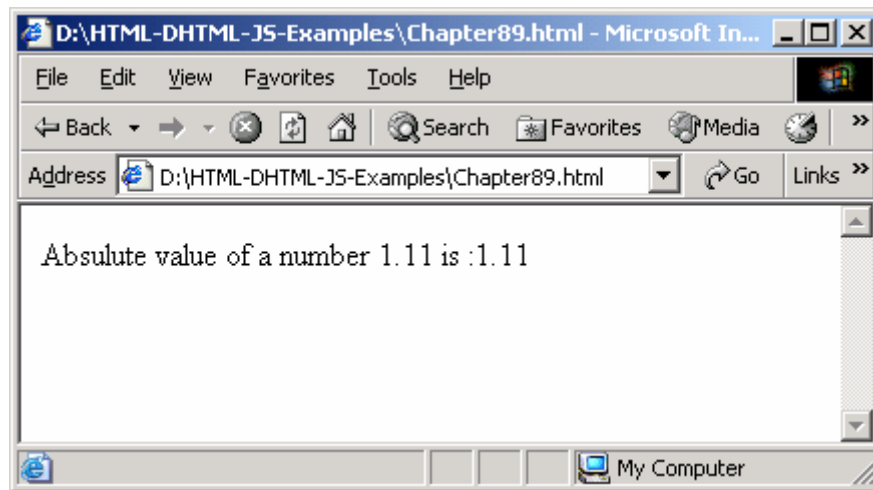 D:\HTML-DHTML-JS-Examples\Chapter89.html - Microsoft In...
File Edit View Favorites Tools Help
Back Search Favorites Media »
Address D:\HTML-DHTML-JS-Examples\Chapter89.html Go Links »
Absulute value of a number 1.11 is :1.11
My Computer